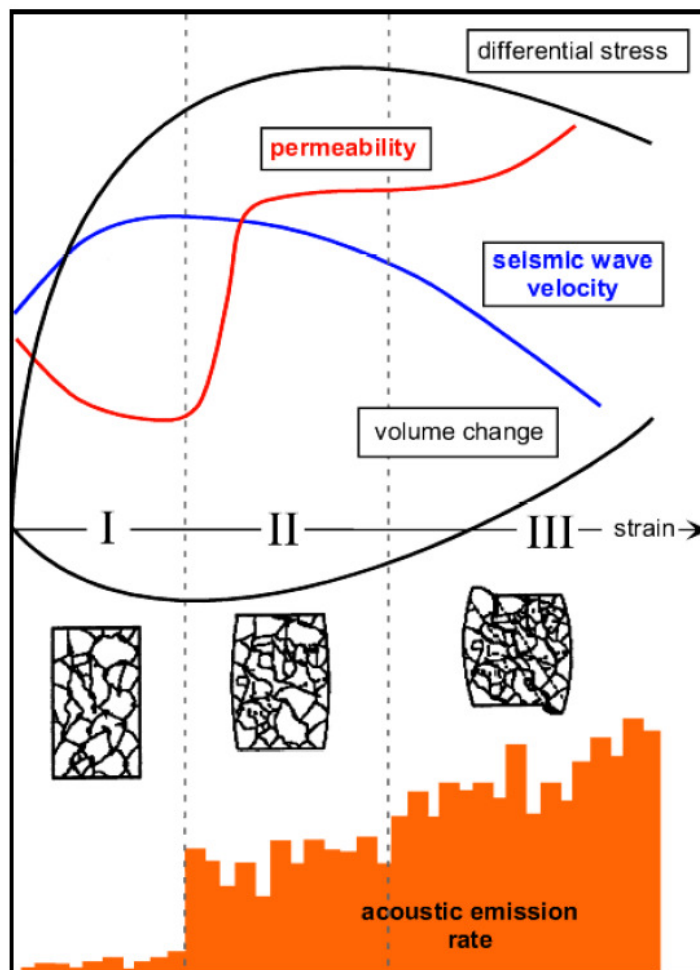 differential stress
permeability
seismic wave
velocity
volume change
I II III strain
acoustic emission
rate